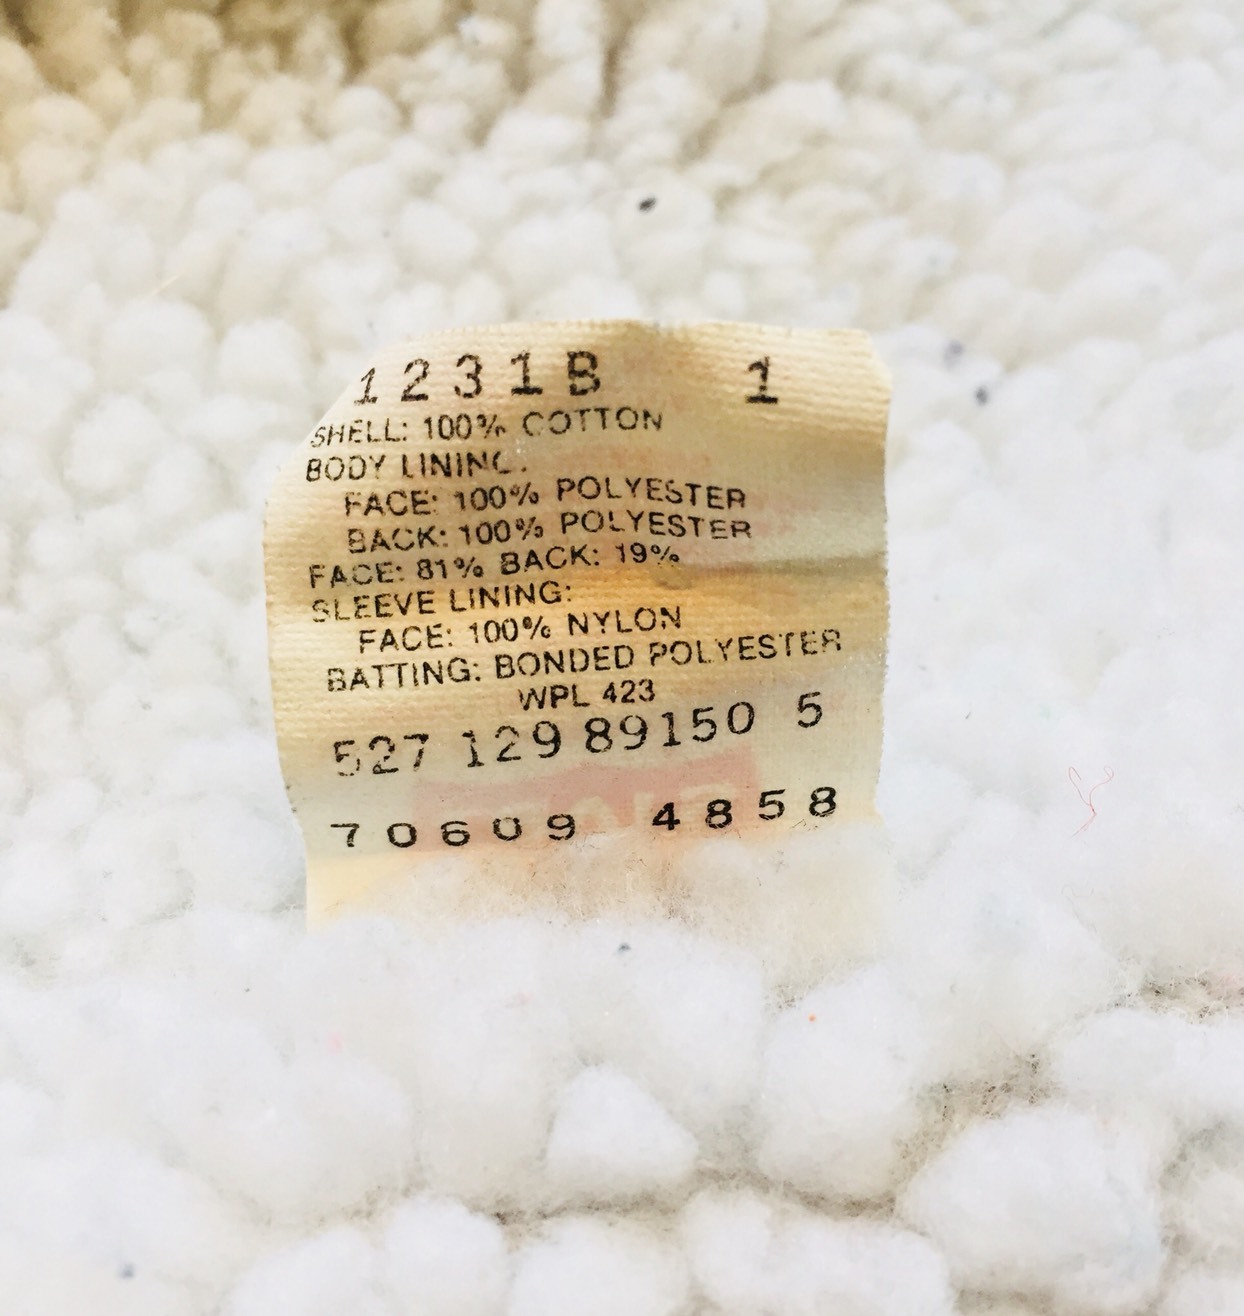 1231B 1
SHELL: 100% COTTON
BODY LINING:
FACE: 100% POLYESTER
BACK: 100% POLYESTER
FACE: 81% BACK: 19%
SLEEVE LINING:
FACE: 100% NYLON
BATTING: BONDED POLYESTER
WPL 423
527 129 89150 5
70609 4858